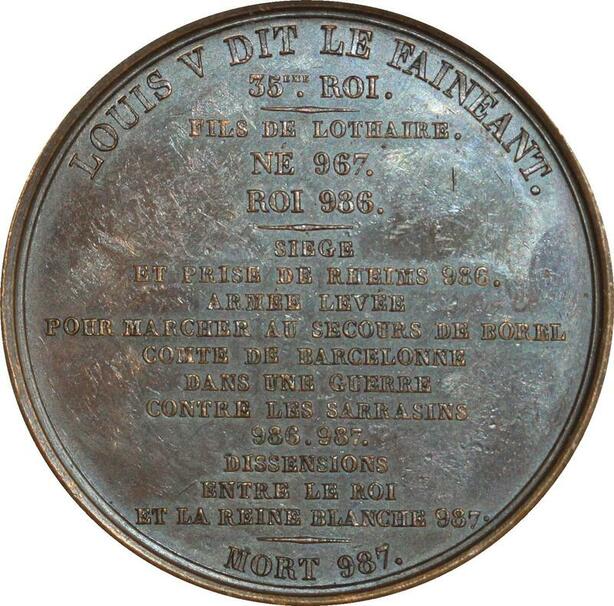 LOUIS V DIT LE FAINÉANT.
35ME. ROI.
FILS DE LOTHAIRE.
NÉ 967.
ROI 986.
SIEGE
ET PRISE DE RHEIMS 986.
ARMÉE LEVÉE
POUR MARCHER AU SECOURS DE BOREL
COMTE DE BARCELONNE
DANS UNE GUERRE
CONTRE LES SARRASINS
986.987.
DISSENSIONS
ENTRE LE ROI
ET LA REINE BLANCHE 987.
MORT 987.